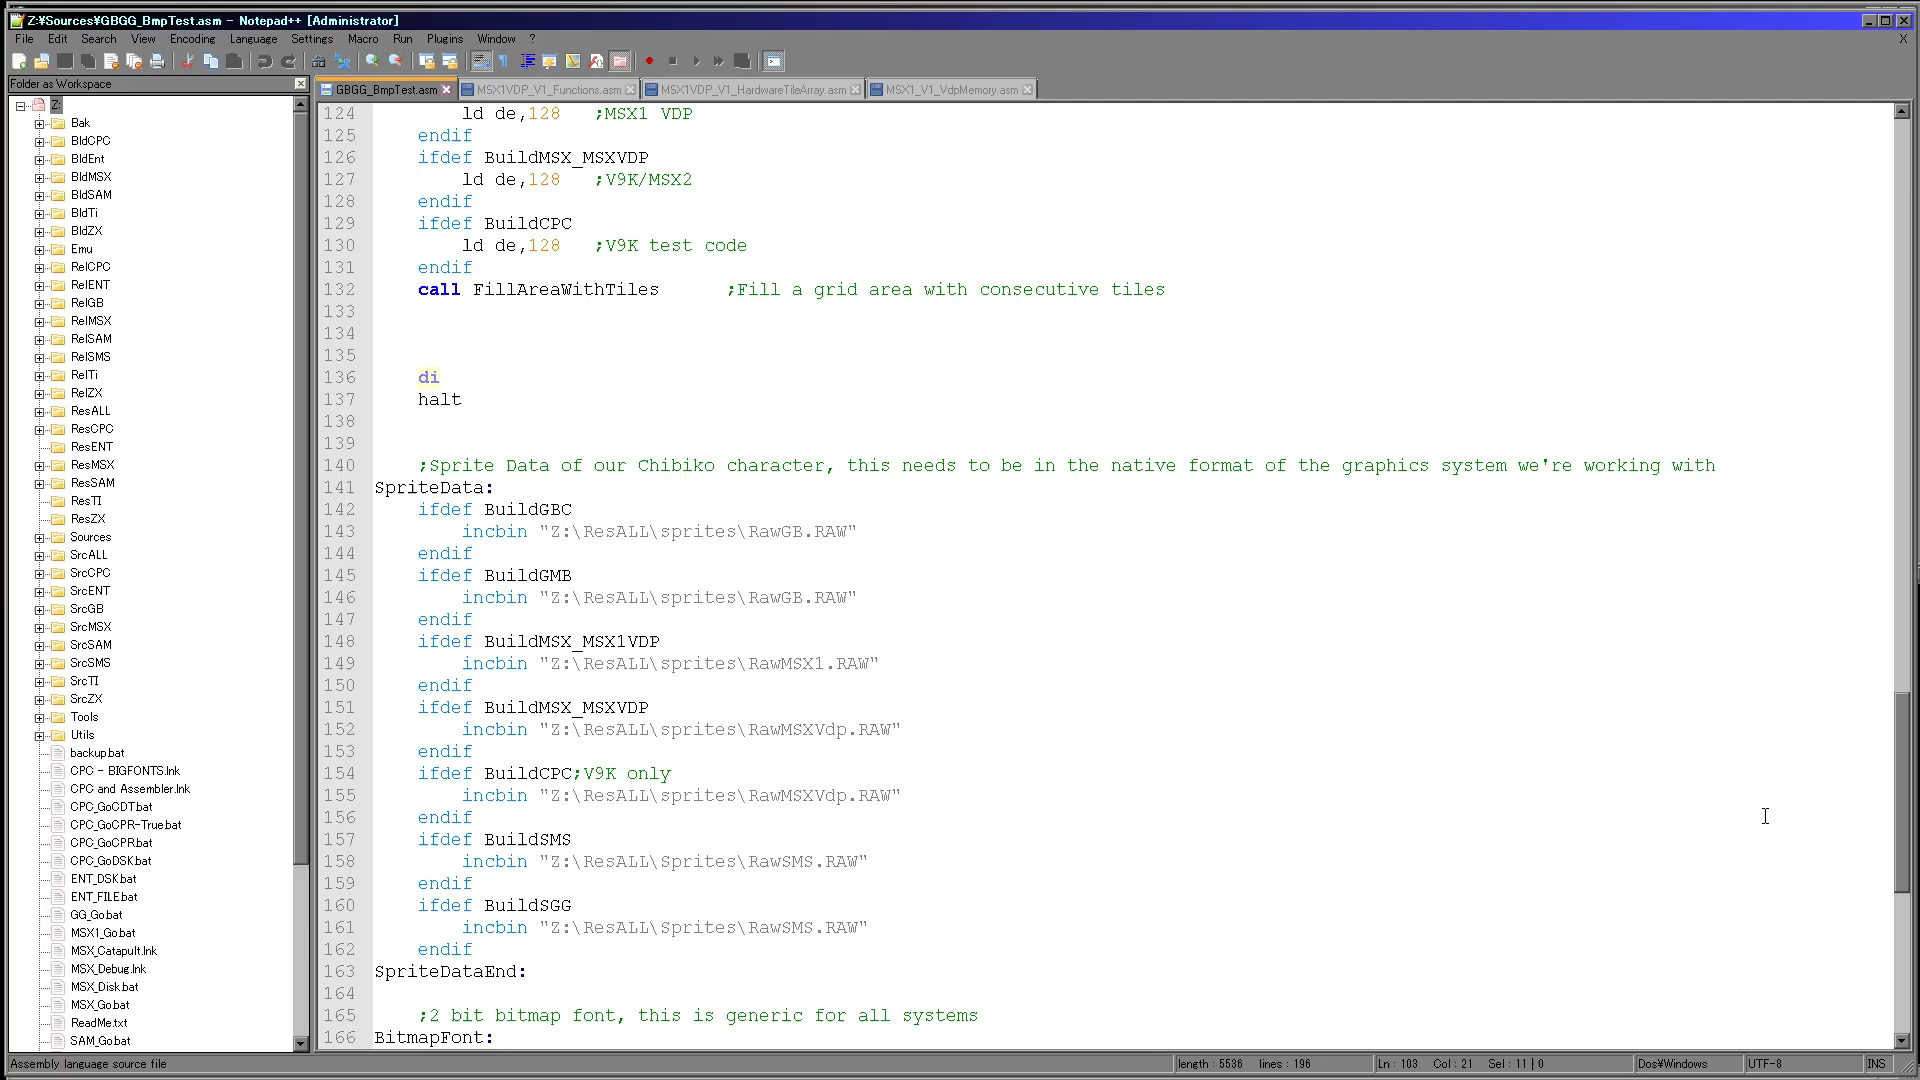 Z:¥Sources¥GBGG_BmpTest.asm - Notepad++ [Administrator]
File Edit Search View Encoding Language Settings Macro Run Plugins Window ? X
Folder as Workspace
GBGG_BmpTest.asm MSX1VDP_V1_Functions.asm MSX1VDP_V1_HardwareTileArray.asm MSX1_V1_VdpMemory.asm
Z:
Bak
BldCPC
BldEnt
BldMSX
BldSAM
BldTi
BldZX
Emu
RelCPC
RelENT
RelGB
RelMSX
RelSAM
RelSMS
RelTi
RelZX
ResALL
ResCPC
ResENT
ResMSX
ResSAM
ResTI
ResZX
Sources
SrcALL
SrcCPC
SrcENT
SrcGB
SrcMSX
SrcSAM
SrcSMS
SrcTI
SrcZX
Tools
Utils
backup.bat
CPC - BIGFONTS.lnk
CPC and Assembler.lnk
CPC_GoCDT.bat
CPC_GoCPR-True.bat
CPC_GoCPR.bat
CPC_GoDSK.bat
ENT_DSK.bat
ENT_FILE.bat
GG_Go.bat
MSX1_Go.bat
MSX_Catapult.lnk
MSX_Debug.lnk
MSX_Disk.bat
MSX_Go.bat
ReadMe.txt
SAM_Go.bat
124 ld de,128 ;MSX1 VDP
125 endif
126 ifdef BuildMSX_MSXVDP
127 ld de,128 ;V9K/MSX2
128 endif
129 ifdef BuildCPC
130 ld de,128 ;V9K test code
131 endif
132 call FillAreaWithTiles ;Fill a grid area with consecutive tiles
133
134
135
136 di
137 halt
138
139
140 ;Sprite Data of our Chibiko character, this needs to be in the native format of the graphics system we're working with
141 SpriteData:
142 ifdef BuildGBC
143 incbin "Z:\ResALL\sprites\RawGB.RAW"
144 endif
145 ifdef BuildGMB
146 incbin "Z:\ResALL\sprites\RawGB.RAW"
147 endif
148 ifdef BuildMSX_MSX1VDP
149 incbin "Z:\ResALL\sprites\RawMSX1.RAW"
150 endif
151 ifdef BuildMSX_MSXVDP
152 incbin "Z:\ResALL\sprites\RawMSXVdp.RAW"
153 endif
154 ifdef BuildCPC;V9K only
155 incbin "Z:\ResALL\sprites\RawMSXVdp.RAW"
156 endif
157 ifdef BuildSMS
158 incbin "Z:\ResALL\Sprites\RawSMS.RAW"
159 endif
160 ifdef BuildSGG
161 incbin "Z:\ResALL\Sprites\RawSMS.RAW"
162 endif
163 SpriteDataEnd:
164
165 ;2 bit bitmap font, this is generic for all systems
166 BitmapFont:
Assembly language source file length : 5536 lines : 196 Ln : 103 Col : 21 Sel : 11 | 0 Dos¥Windows UTF-8 INS